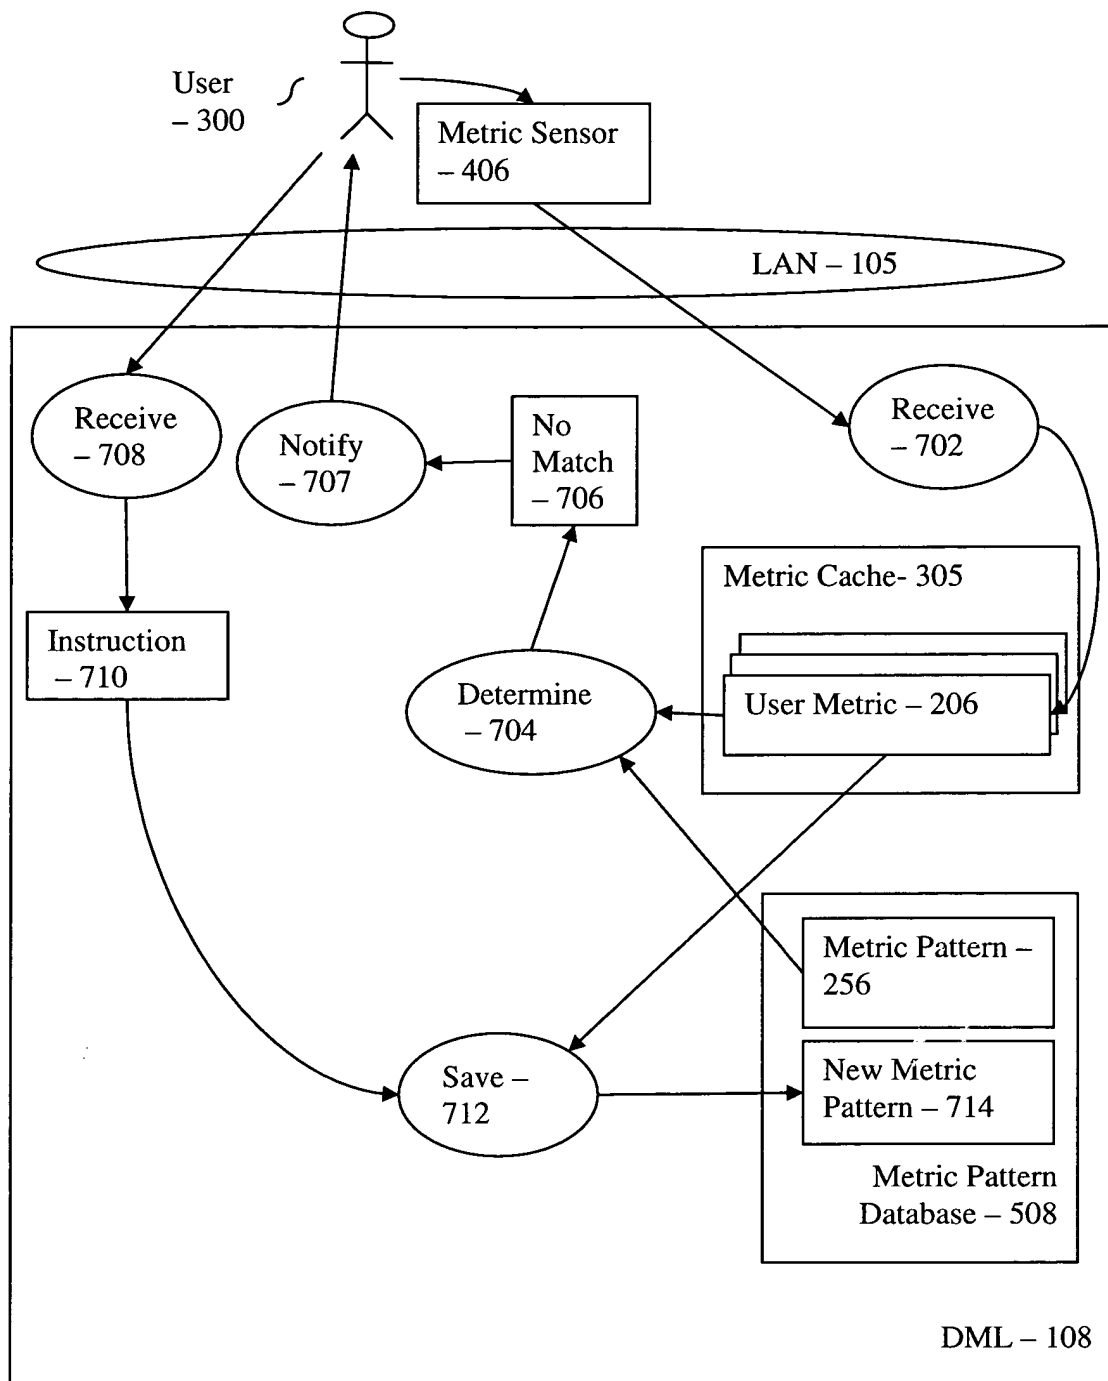 User
– 300
Metric Sensor
– 406
LAN – 105
Receive
– 708
Notify
– 707
No
Match
– 706
Receive
– 702
Metric Cache- 305
Instruction
– 710
Determine
– 704
User Metric – 206
Metric Pattern –
256
Save –
712
New Metric
Pattern – 714
Metric Pattern
Database – 508
DML – 108